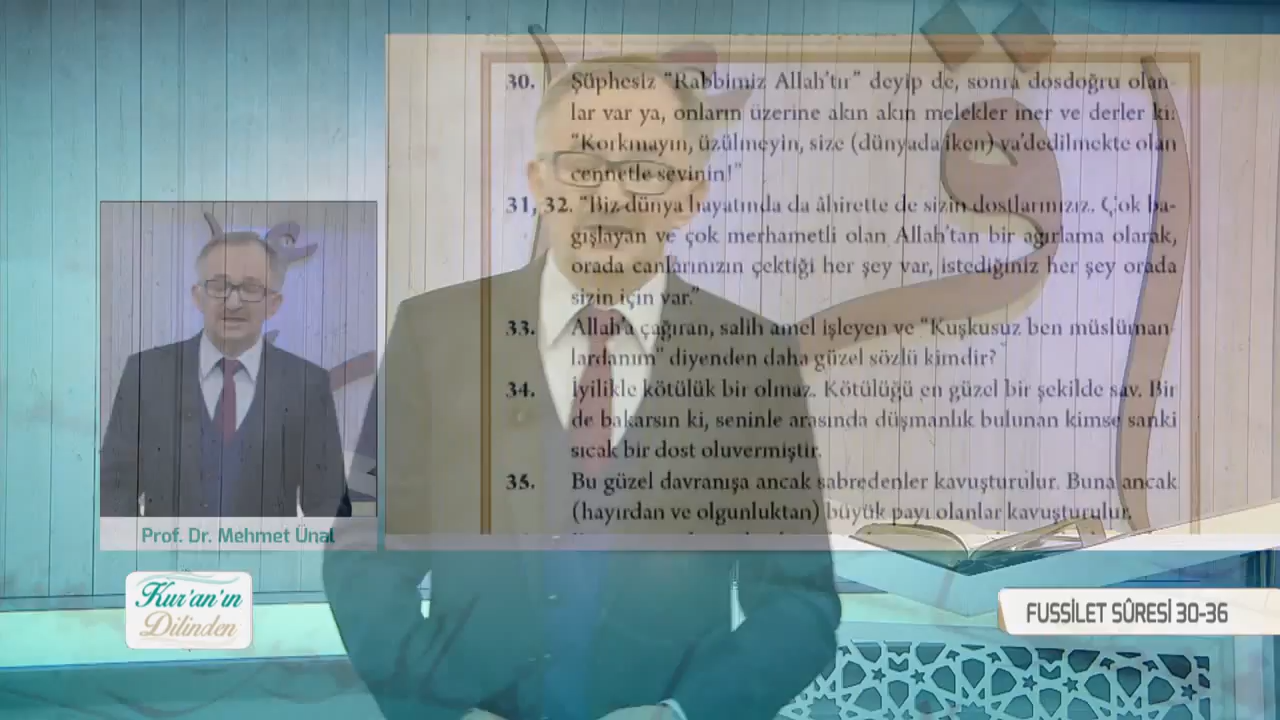 30. Şüphesiz “Rabbimiz Allah’tır” deyip de, sonra dosdoğru olan-
lar var ya, onların üzerine akın akın melekler iner ve derler ki:
“Korkmayın, üzülmeyin, size (dünyada iken) va’dedilmekte olan
cennetle sevinin!”
31, 32. “Biz dünya hayatında da âhirette de sizin dostlarınızız. Çok ba-
ğışlayan ve çok merhametli olan Allah’tan bir ağırlama olarak,
orada canlarınızın çektiği her şey var, istediğiniz her şey orada
sizin için var.”
33. Allah’a çağıran, salih amel işleyen ve “Kuşkusuz ben müslüman-
lardanım” diyenden daha güzel sözlü kimdir?
34. İyilikle kötülük bir olmaz. Kötülüğü en güzel bir şekilde sav. Bir
de bakarsın ki, seninle arasında düşmanlık bulunan kimse sanki
sıcak bir dost oluvermiştir.
35. Bu güzel davranışa ancak sabredenler kavuşturulur. Buna ancak
(hayırdan ve olgunluktan) büyük payı olanlar kavuşturulur.
Prof. Dr. Mehmet Ünal
Kur’an’ın
Dilinden
FUSSİLET SÛRESİ 30-36